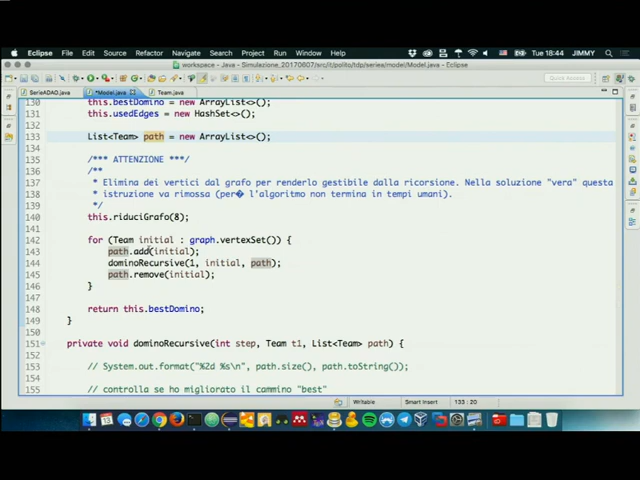 Eclipse File Edit Source Refactor Navigate Search Project Run Window Help Tue 18:44 JIMMY
workspace - Java - Simulazione_20170607/src/it/polito/tdp/seriea/model/Model.java - Eclipse
Quick Access
SerieADAO.java *Model.java Team.java
130 this.bestDomino = new ArrayList<>();
131 this.usedEdges = new HashSet<>();
132
133 List<Team> path = new ArrayList<>();
134
135 /*** ATTENZIONE ***/
136 /**
137 * Elimina dei vertici dal grafo per renderlo gestibile dalla ricorsione. Nella soluzione "vera" questa
138 * istruzione va rimossa (per� l'algoritmo non termina in tempi umani).
139 */
140 this.riduciGrafo(8);
141
142 for (Team initial : graph.vertexSet()) {
143 path.add(initial);
144 dominoRecursive(1, initial, path);
145 path.remove(initial);
146 }
147
148 return this.bestDomino;
149 }
150
151 private void dominoRecursive(int step, Team t1, List<Team> path) {
152
153 // System.out.format("%2d %s\n", path.size(), path.toString());
154
155 // controlla se ho migliorato il cammino "best"
Writable Smart Insert 133 : 20